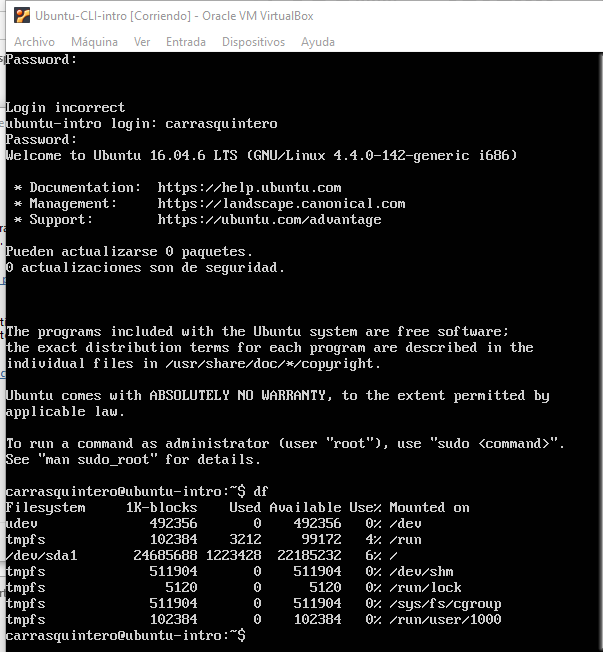 Ubuntu-CLI-intro [Corriendo] - Oracle VM VirtualBox
Archivo Máquina Ver Entrada Dispositivos Ayuda
Password:
Login incorrect
ubuntu-intro login: carrasquintero
Password:
Welcome to Ubuntu 16.04.6 LTS (GNU/Linux 4.4.0-142-generic i686)
* Documentation:  https://help.ubuntu.com
* Management:     https://landscape.canonical.com
* Support:        https://ubuntu.com/advantage
Pueden actualizarse 0 paquetes.
0 actualizaciones son de seguridad.
The programs included with the Ubuntu system are free software;
the exact distribution terms for each program are described in the
individual files in /usr/share/doc/*/copyright.
Ubuntu comes with ABSOLUTELY NO WARRANTY, to the extent permitted by
applicable law.
To run a command as administrator (user "root"), use "sudo <command>".
See "man sudo_root" for details.
carrasquintero@ubuntu-intro:~$ df
Filesystem     1K-blocks    Used Available Use% Mounted on
udev              492356       0    492356   0% /dev
tmpfs             102384    3212     99172   4% /run
/dev/sda1       24685688 1223428  22185232   6% /
tmpfs             511904       0    511904   0% /dev/shm
tmpfs               5120       0      5120   0% /run/lock
tmpfs             511904       0    511904   0% /sys/fs/cgroup
tmpfs             102384       0    102384   0% /run/user/1000
carrasquintero@ubuntu-intro:~$